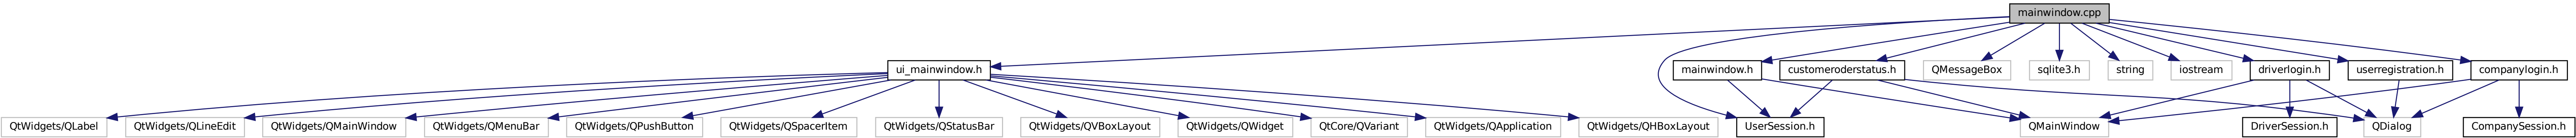 mainwindow.cpp
ui_mainwindow.h
mainwindow.h
customeroderstatus.h
QMessageBox
sqlite3.h
string
iostream
driverlogin.h
userregistration.h
companylogin.h
QtWidgets/QLabel
QtWidgets/QLineEdit
QtWidgets/QMainWindow
QtWidgets/QMenuBar
QtWidgets/QPushButton
QtWidgets/QSpacerItem
QtWidgets/QStatusBar
QtWidgets/QVBoxLayout
QtWidgets/QWidget
QtCore/QVariant
QtWidgets/QApplication
QtWidgets/QHBoxLayout
UserSession.h
QMainWindow
DriverSession.h
QDialog
CompanySession.h